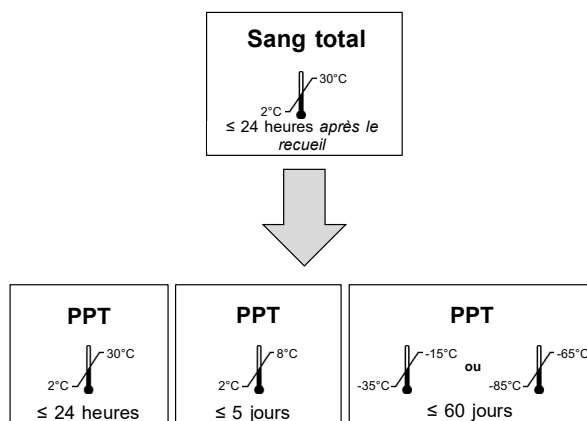 Sang total
30°C
2°C
≤ 24 heures après le
recueil
PPT
30°C
2°C
≤ 24 heures
PPT
8°C
2°C
≤ 5 jours
PPT
-15°C
-35°C
ou
-65°C
-85°C
≤ 60 jours